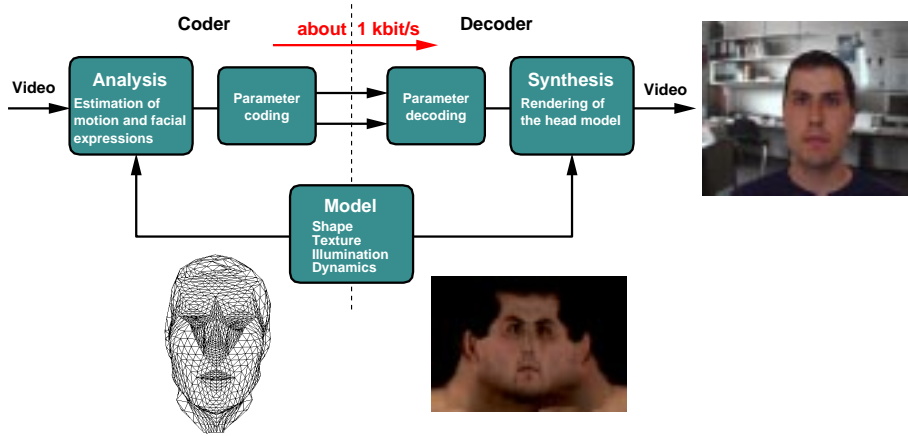 Coder
about 1 kbit/s
Decoder
Video
Analysis
Estimation of
motion and facial
expressions
Parameter
coding
Parameter
decoding
Synthesis
Rendering of
the head model
Video
Model
Shape
Texture
Illumination
Dynamics